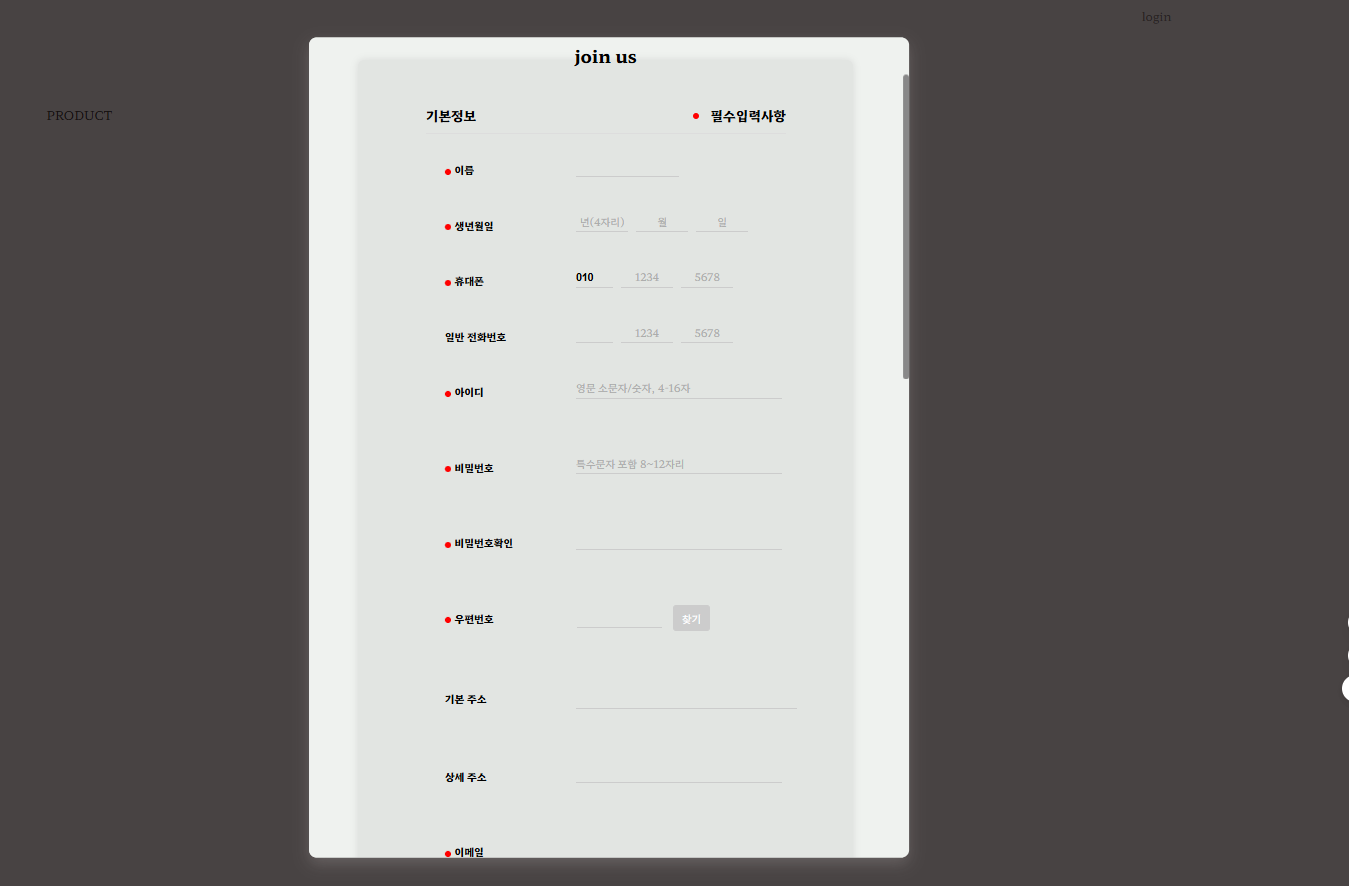 login
join us
PRODUCT
기본정보 필수입력사항
이름
생년월일 년(4자리) 월 일
휴대폰 010 1234 5678
일반 전화번호 1234 5678
아이디 영문 소문자/숫자, 4-16자
비밀번호 특수문자 포함 8~12자리
비밀번호확인
우편번호 찾기
기본 주소
상세 주소
이메일